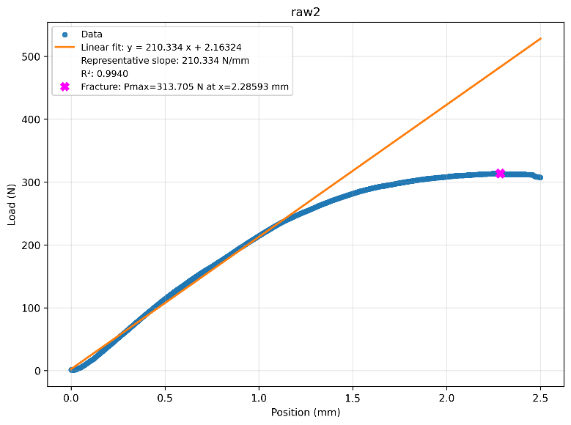 raw2
Data
Linear fit: y = 210.334 x + 2.16324
Representative slope: 210.334 N/mm
R²: 0.9940
Fracture: Pmax=313.705 N at x=2.28593 mm
500
400
300
200
100
0
Load (N)
0.0 0.5 1.0 1.5 2.0 2.5
Position (mm)